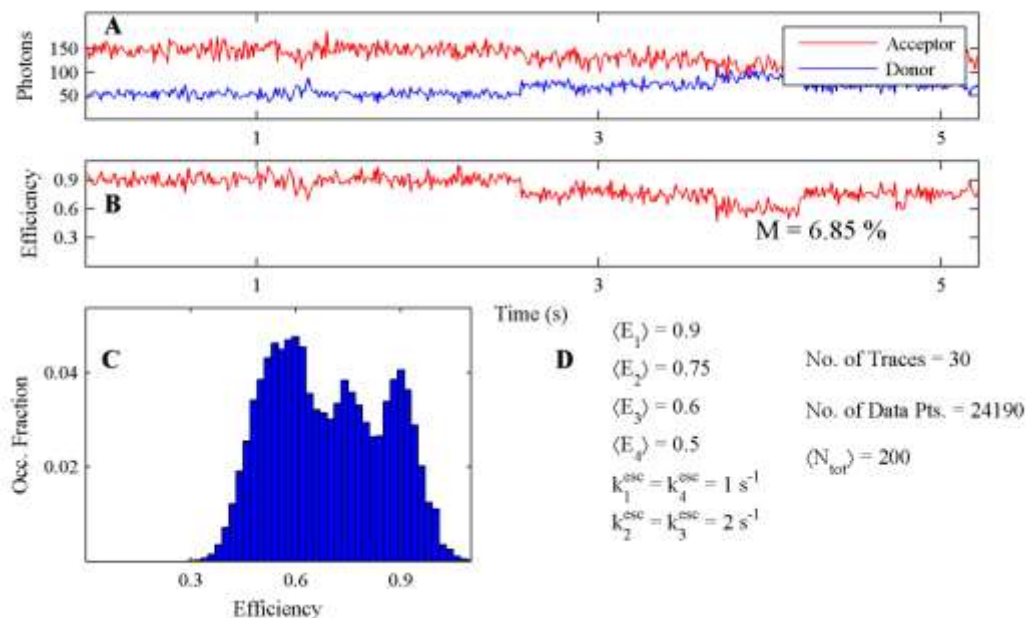 A
Photons
150
100
50
Acceptor
Donor
1 3 5
Efficiency
0.9
0.6
0.3
B
M = 6.85 %
1 3 5
Time (s)
C
Occ. Fraction
0.04
0.02
0.3 0.6 0.9
Efficiency
D
⟨E₁⟩ = 0.9
⟨E₂⟩ = 0.75
⟨E₃⟩ = 0.6
⟨E₄⟩ = 0.5
k₁ᵉˢᶜ = k₄ᵉˢᶜ = 1 s⁻¹
k₂ᵉˢᶜ = k₃ᵉˢᶜ = 2 s⁻¹
No. of Traces = 30
No. of Data Pts. = 24190
⟨N_tot⟩ = 200